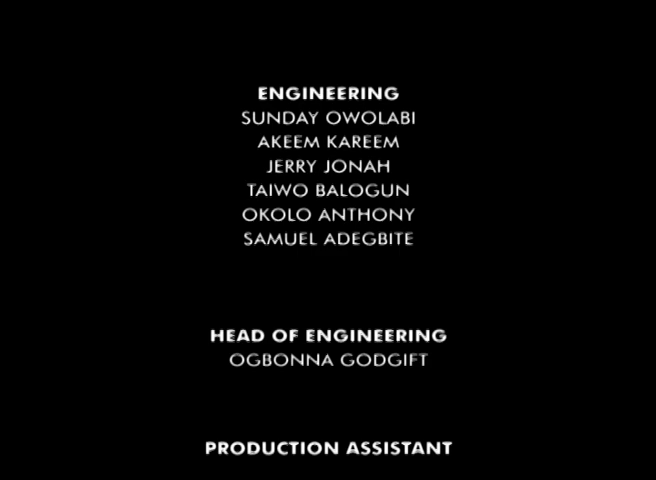 ENGINEERING
SUNDAY OWOLABI
AKEEM KAREEM
JERRY JONAH
TAIWO BALOGUN
OKOLO ANTHONY
SAMUEL ADEGBITE
HEAD OF ENGINEERING
OGBONNA GODGIFT
PRODUCTION ASSISTANT